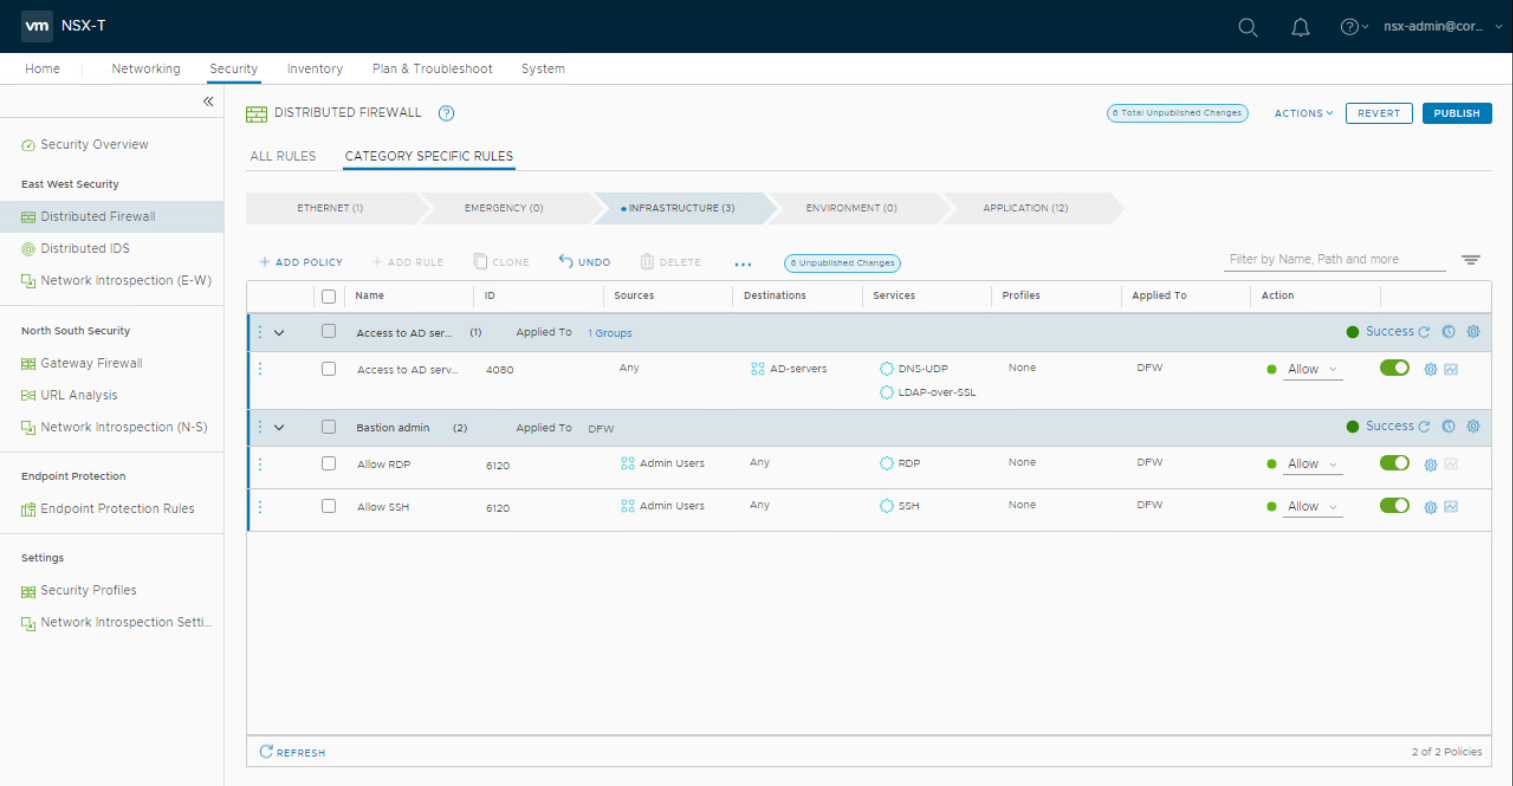 vm NSX-T nsx-admin@cor...
Home Networking Security Inventory Plan & Troubleshoot System
DISTRIBUTED FIREWALL 6 Total Unpublished Changes ACTIONS REVERT PUBLISH
Security Overview
East West Security
Distributed Firewall
Distributed IDS
Network Introspection (E-W)
North South Security
Gateway Firewall
URL Analysis
Network Introspection (N-S)
Endpoint Protection
Endpoint Protection Rules
Settings
Security Profiles
Network Introspection Setti...
ALL RULES CATEGORY SPECIFIC RULES
ETHERNET (1) EMERGENCY (0) INFRASTRUCTURE (3) ENVIRONMENT (0) APPLICATION (12)
+ ADD POLICY + ADD RULE CLONE UNDO DELETE ... 6 Unpublished Changes Filter by Name, Path and more
Name ID Sources Destinations Services Profiles Applied To Action
Access to AD ser... (1) Applied To 1 Groups Success
Access to AD serv... 4080 Any AD-servers DNS-UDP None DFW Allow
LDAP-over-SSL
Bastion admin (2) Applied To DFW Success
Allow RDP 6120 Admin Users Any RDP None DFW Allow
Allow SSH 6120 Admin Users Any SSH None DFW Allow
REFRESH 2 of 2 Policies